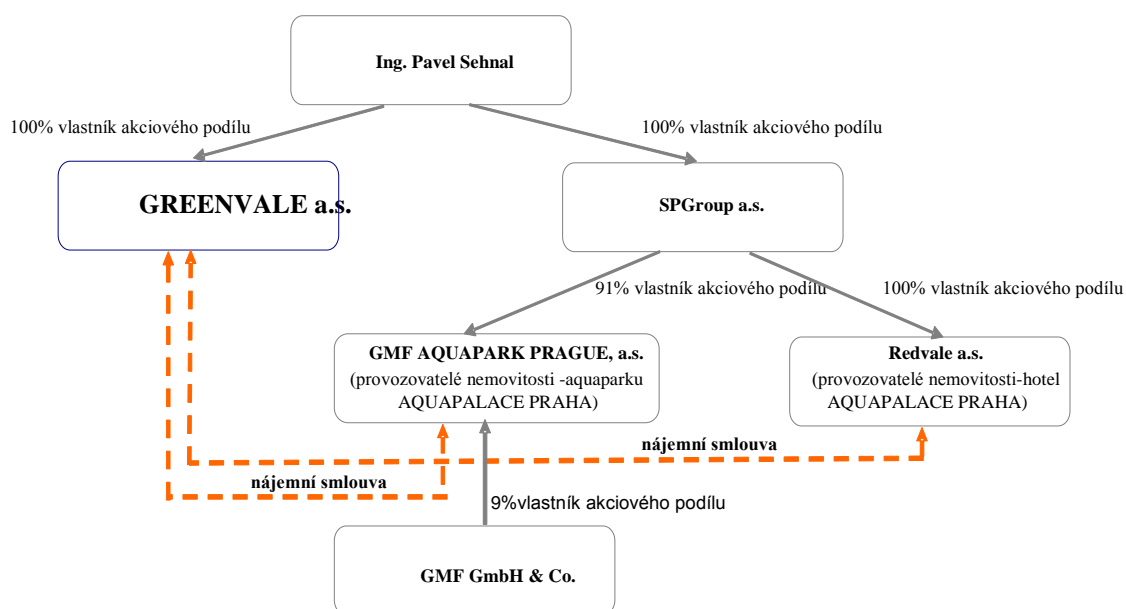 Ing. Pavel Sehnal
100% vlastník akciového podílu
100% vlastník akciového podílu
GREENVALE a.s.
SPGroup a.s.
91% vlastník akciového podílu
100% vlastník akciového podílu
GMF AQUAPARK PRAGUE, a.s.
(provozovatelé nemovitosti -aquaparku
AQUAPALACE PRAHA)
Redvale a.s.
(provozovatelé nemovitosti-hotel
AQUAPALACE PRAHA)
nájemní smlouva
nájemní smlouva
9%vlastník akciového podílu
GMF GmbH & Co.